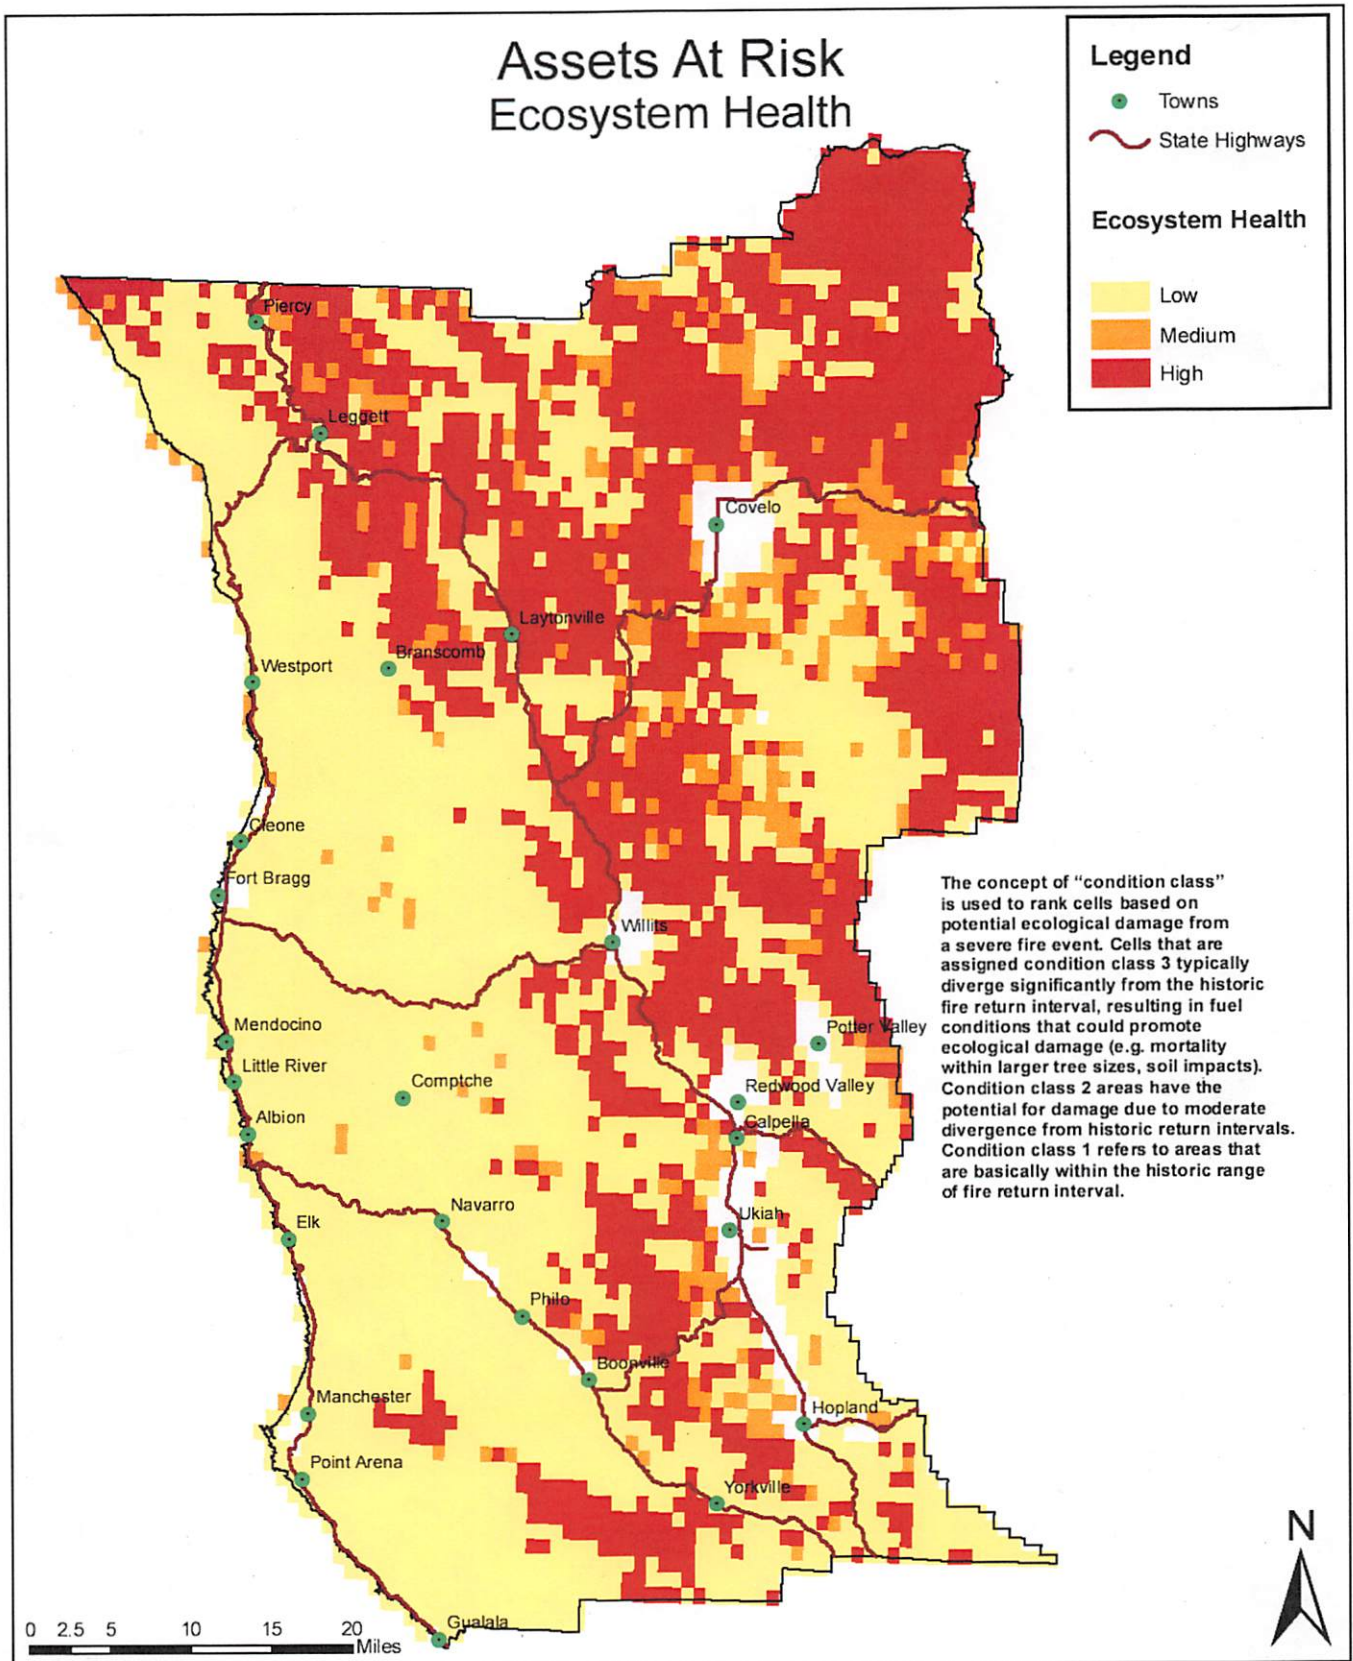 Assets At Risk
Ecosystem Health
Legend
Towns
State Highways
Ecosystem Health
Low
Medium
High
Piercy
Leggett
Covelo
Laytonville
Branscomb
Westport
Cleone
Fort Bragg
Willits
Mendocino
Little River
Albion
Comptche
Potter Valley
Redwood Valley
Calpella
Navarro
Elk
Ukiah
Philo
Boonville
Manchester
Hopland
Point Arena
Yorkville
Gualala
The concept of “condition class”
is used to rank cells based on
potential ecological damage from
a severe fire event. Cells that are
assigned condition class 3 typically
diverge significantly from the historic
fire return interval, resulting in fuel
conditions that could promote
ecological damage (e.g. mortality
within larger tree sizes, soil impacts).
Condition class 2 areas have the
potential for damage due to moderate
divergence from historic return intervals.
Condition class 1 refers to areas that
are basically within the historic range
of fire return interval.
N
0 2.5 5 10 15 20
Miles